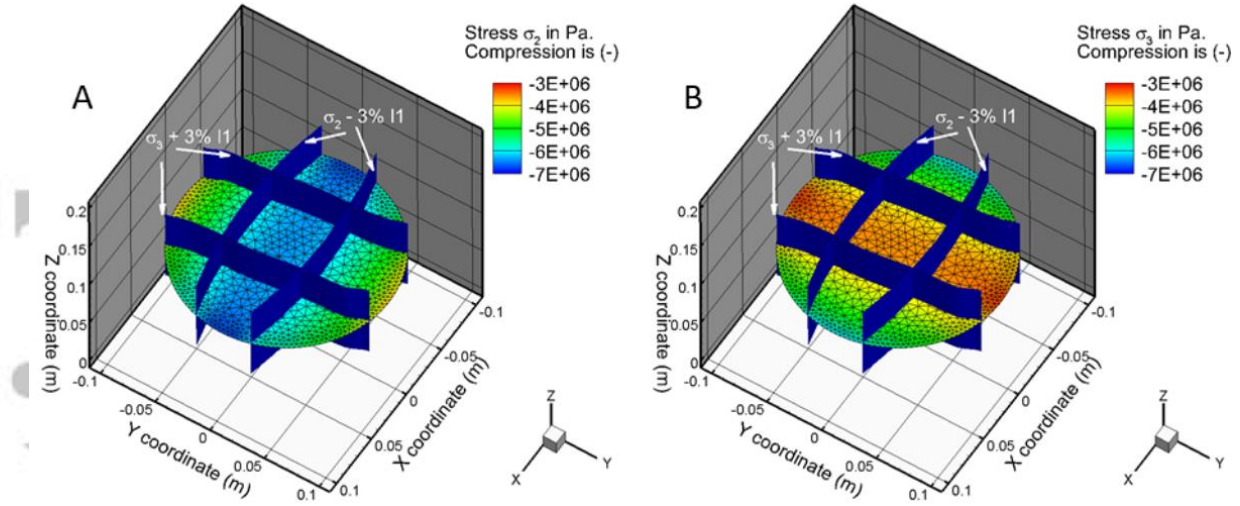 A
Stress σ2 in Pa.
Compression is (-)
-3E+06
-4E+06
-5E+06
-6E+06
-7E+06
σ2 - 3% I1
σ3 + 3% I1
0.2
0.15
0.1
0.05
0
Z coordinate (m)
-0.1
-0.05
0
0.05
0.1
Y coordinate (m)
-0.1
-0.05
0
0.05
0.1
X coordinate (m)
Z
X
Y
B
Stress σ3 in Pa.
Compression is (-)
-3E+06
-4E+06
-5E+06
-6E+06
-7E+06
σ2 - 3% I1
σ3 + 3% I1
0.2
0.15
0.1
0.05
0
Z coordinate (m)
-0.1
-0.05
0
0.05
0.1
Y coordinate (m)
-0.1
-0.05
0
0.05
0.1
X coordinate (m)
Z
X
Y